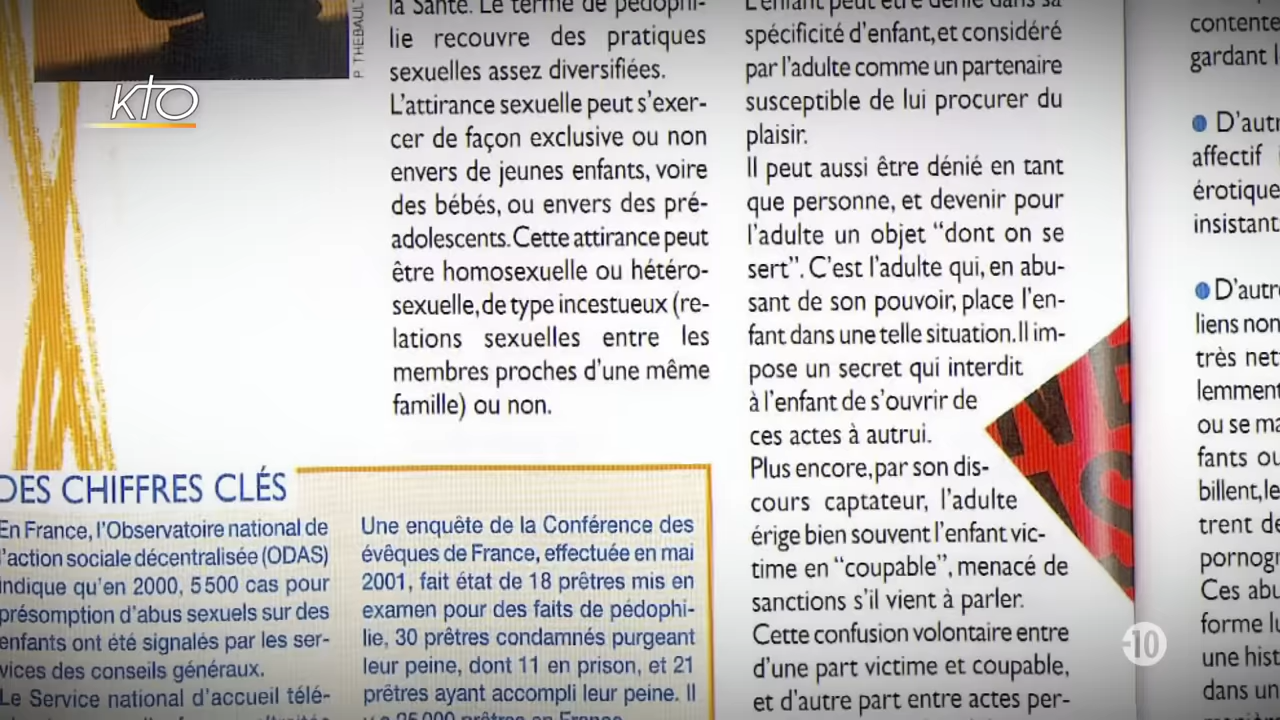 P. THEBAUL
KTO
la Santé. Le terme de pédophi-
lie recouvre des pratiques
sexuelles assez diversifiées.
L'attirance sexuelle peut s'exer-
cer de façon exclusive ou non
envers de jeunes enfants, voire
des bébés, ou envers des pré-
adolescents. Cette attirance peut
être homosexuelle ou hétéro-
sexuelle, de type incestueux (re-
lations sexuelles entre les
membres proches d'une même
famille) ou non.
DES CHIFFRES CLÉS
En France, l'Observatoire national de
l'action sociale décentralisée (ODAS)
indique qu'en 2000, 5 500 cas pour
présomption d'abus sexuels sur des
enfants ont été signalés par les ser-
vices des conseils généraux.
Le Service national d'accueil télé-
Une enquête de la Conférence des
évêques de France, effectuée en mai
2001, fait état de 18 prêtres mis en
examen pour des faits de pédophi-
lie, 30 prêtres condamnés purgeant
leur peine, dont 11 en prison, et 21
prêtres ayant accompli leur peine. Il
y a 25 000 prêtres en France.
L'enfant peut être dénié dans sa
spécificité d'enfant, et considéré
par l'adulte comme un partenaire
susceptible de lui procurer du
plaisir.
Il peut aussi être dénié en tant
que personne, et devenir pour
l'adulte un objet “dont on se
sert”. C'est l'adulte qui, en abu-
sant de son pouvoir, place l'en-
fant dans une telle situation. Il im-
pose un secret qui interdit
à l'enfant de s'ouvrir de
ces actes à autrui.
Plus encore, par son dis-
cours captateur, l'adulte
érige bien souvent l'enfant vic-
time en “coupable”, menacé de
sanctions s'il vient à parler.
Cette confusion volontaire entre
d'une part victime et coupable,
et d'autre part entre actes per-
contente
gardant l
D'autr
affectif
érotique
insistant
D'autre
liens non
très net
lemment
ou se ma
fants ou
billent, le
trent de
pornogr
Ces abu
forme lu
une hist
dans un
-10